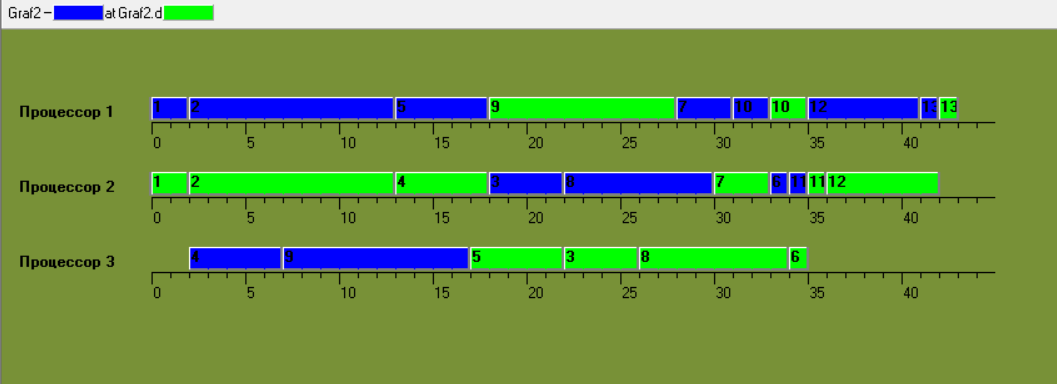 Graf2- at Graf2.d
Процессор 1
1 2 5 9 7 10 10 12 13 13
0 5 10 15 20 25 30 35 40
Процессор 2
1 2 4 3 8 7 6 11 11 12
0 5 10 15 20 25 30 35 40
Процессор 3
4 9 5 3 8 6
0 5 10 15 20 25 30 35 40